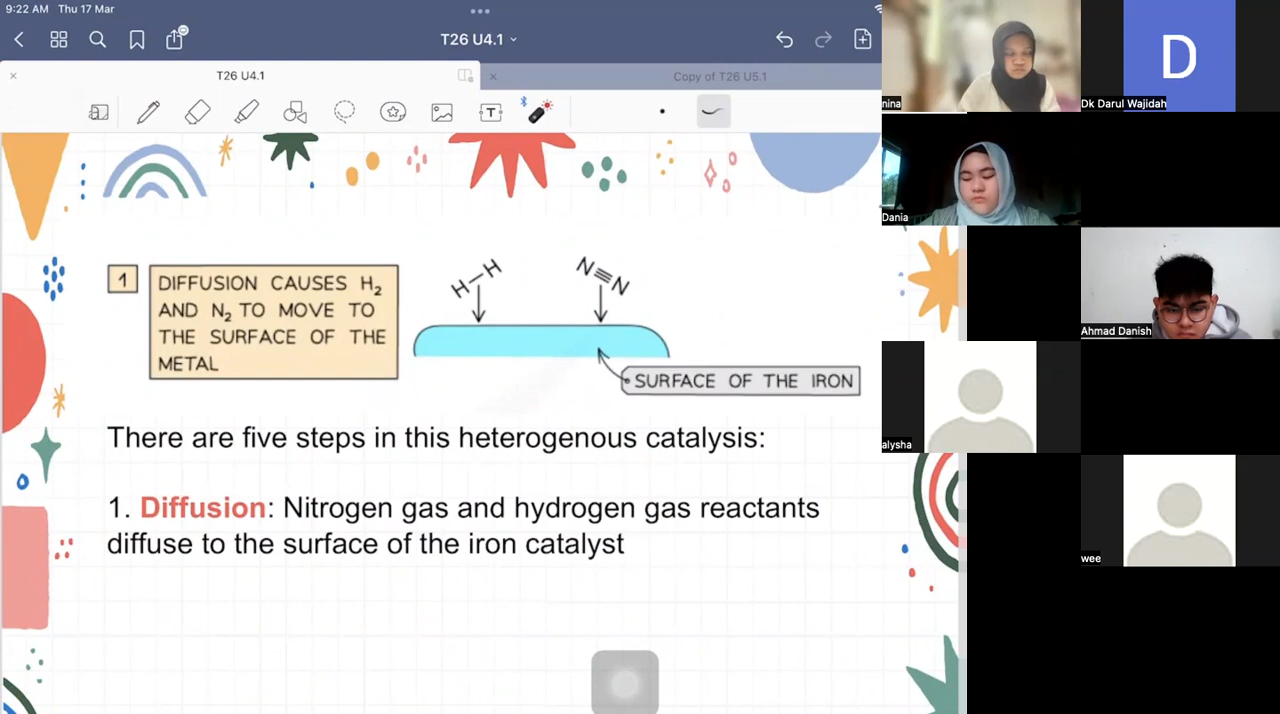 9:22 AM Thu 17 Mar
T26 U4.1
T26 U4.1
Copy of T26 U5.1
T
1
DIFFUSION CAUSES H₂
AND N₂ TO MOVE TO
THE SURFACE OF THE
METAL
H—H
N≡N
SURFACE OF THE IRON
There are five steps in this heterogenous catalysis:
1. Diffusion: Nitrogen gas and hydrogen gas reactants
diffuse to the surface of the iron catalyst
nina
D
Dk Darul Wajidah
Dania
Ahmad Danish
alysha
wee